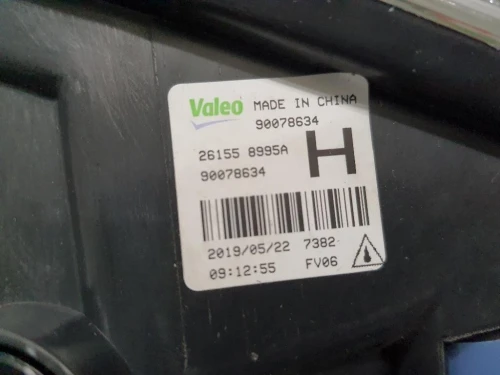 Valeo MADE IN CHINA
90078634
26155 8995A H
90078634
2019/05/22 7382
09:12:55 FV06